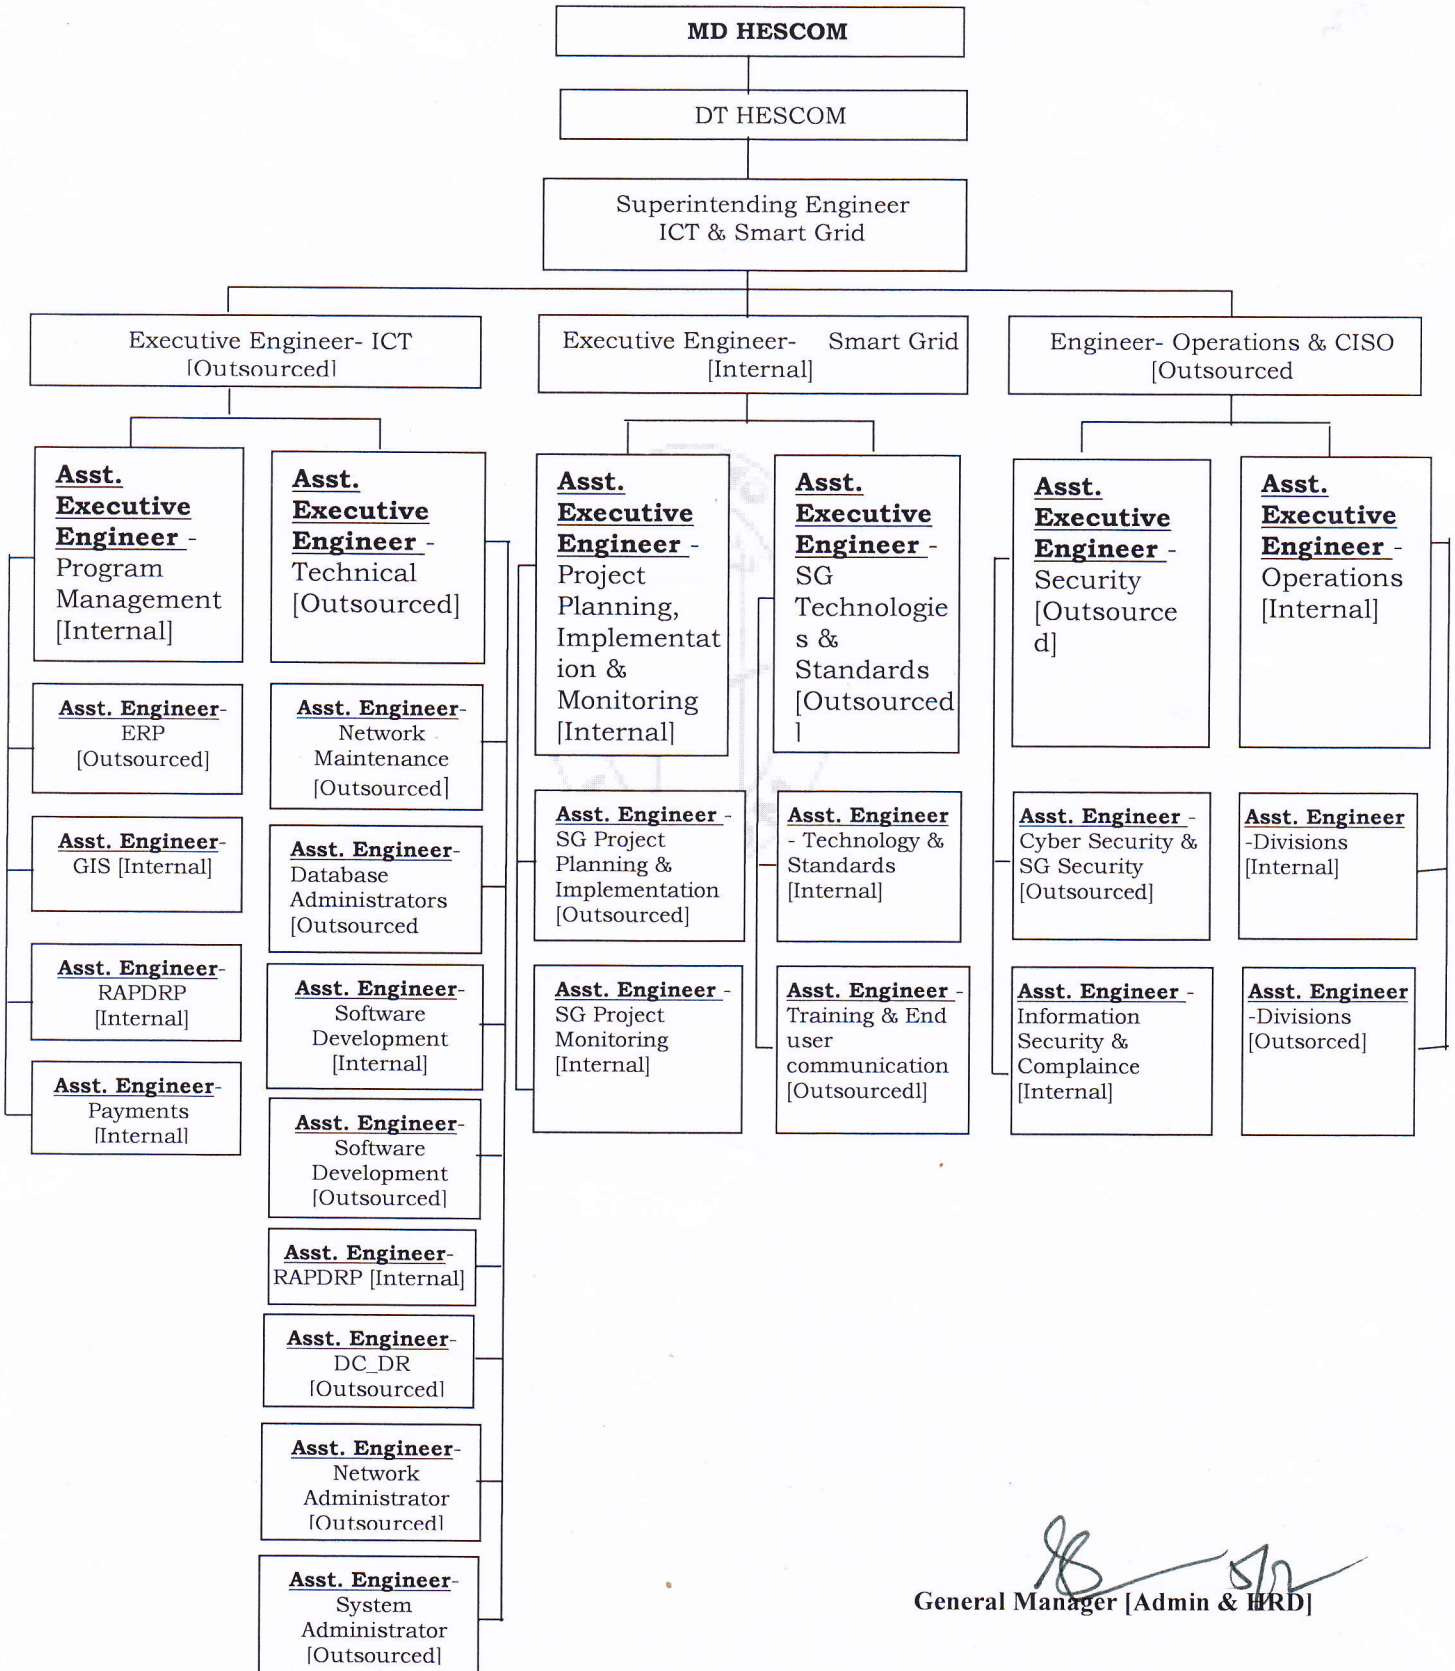 MD HESCOM
DT HESCOM
Superintending Engineer
ICT & Smart Grid
Executive Engineer- ICT
[Outsourced]
Executive Engineer- Smart Grid
[Internal]
Engineer- Operations & CISO
[Outsourced
Asst.
Executive
Engineer -
Program
Management
[Internal]
Asst.
Executive
Engineer -
Technical
[Outsourced]
Asst.
Executive
Engineer -
Project
Planning,
Implementat
ion &
Monitoring
[Internal]
Asst.
Executive
Engineer -
SG
Technologie
s &
Standards
[Outsourced
]
Asst.
Executive
Engineer -
Security
[Outsource
d]
Asst.
Executive
Engineer -
Operations
[Internal]
Asst. Engineer-
ERP
[Outsourced]
Asst. Engineer-
GIS [Internal]
Asst. Engineer-
RAPDRP
[Internal]
Asst. Engineer-
Payments
[Internal]
Asst. Engineer-
Network
Maintenance
[Outsourced]
Asst. Engineer-
Database
Administrators
[Outsourced
Asst. Engineer-
Software
Development
[Internal]
Asst. Engineer-
Software
Development
[Outsourced]
Asst. Engineer-
RAPDRP [Internal]
Asst. Engineer-
DC_DR
[Outsourced]
Asst. Engineer-
Network
Administrator
[Outsourced]
Asst. Engineer-
System
Administrator
[Outsourced]
Asst. Engineer -
SG Project
Planning &
Implementation
[Outsourced]
Asst. Engineer -
SG Project
Monitoring
[Internal]
Asst. Engineer
- Technology &
Standards
[Internal]
Asst. Engineer -
Training & End
user
communication
[Outsourced]
Asst. Engineer -
Cyber Security &
SG Security
[Outsourced]
Asst. Engineer -
Information
Security &
Complaince
[Internal]
Asst. Engineer
-Divisions
[Internal]
Asst. Engineer
-Divisions
[Outsorced]
General Manager [Admin & HRD]